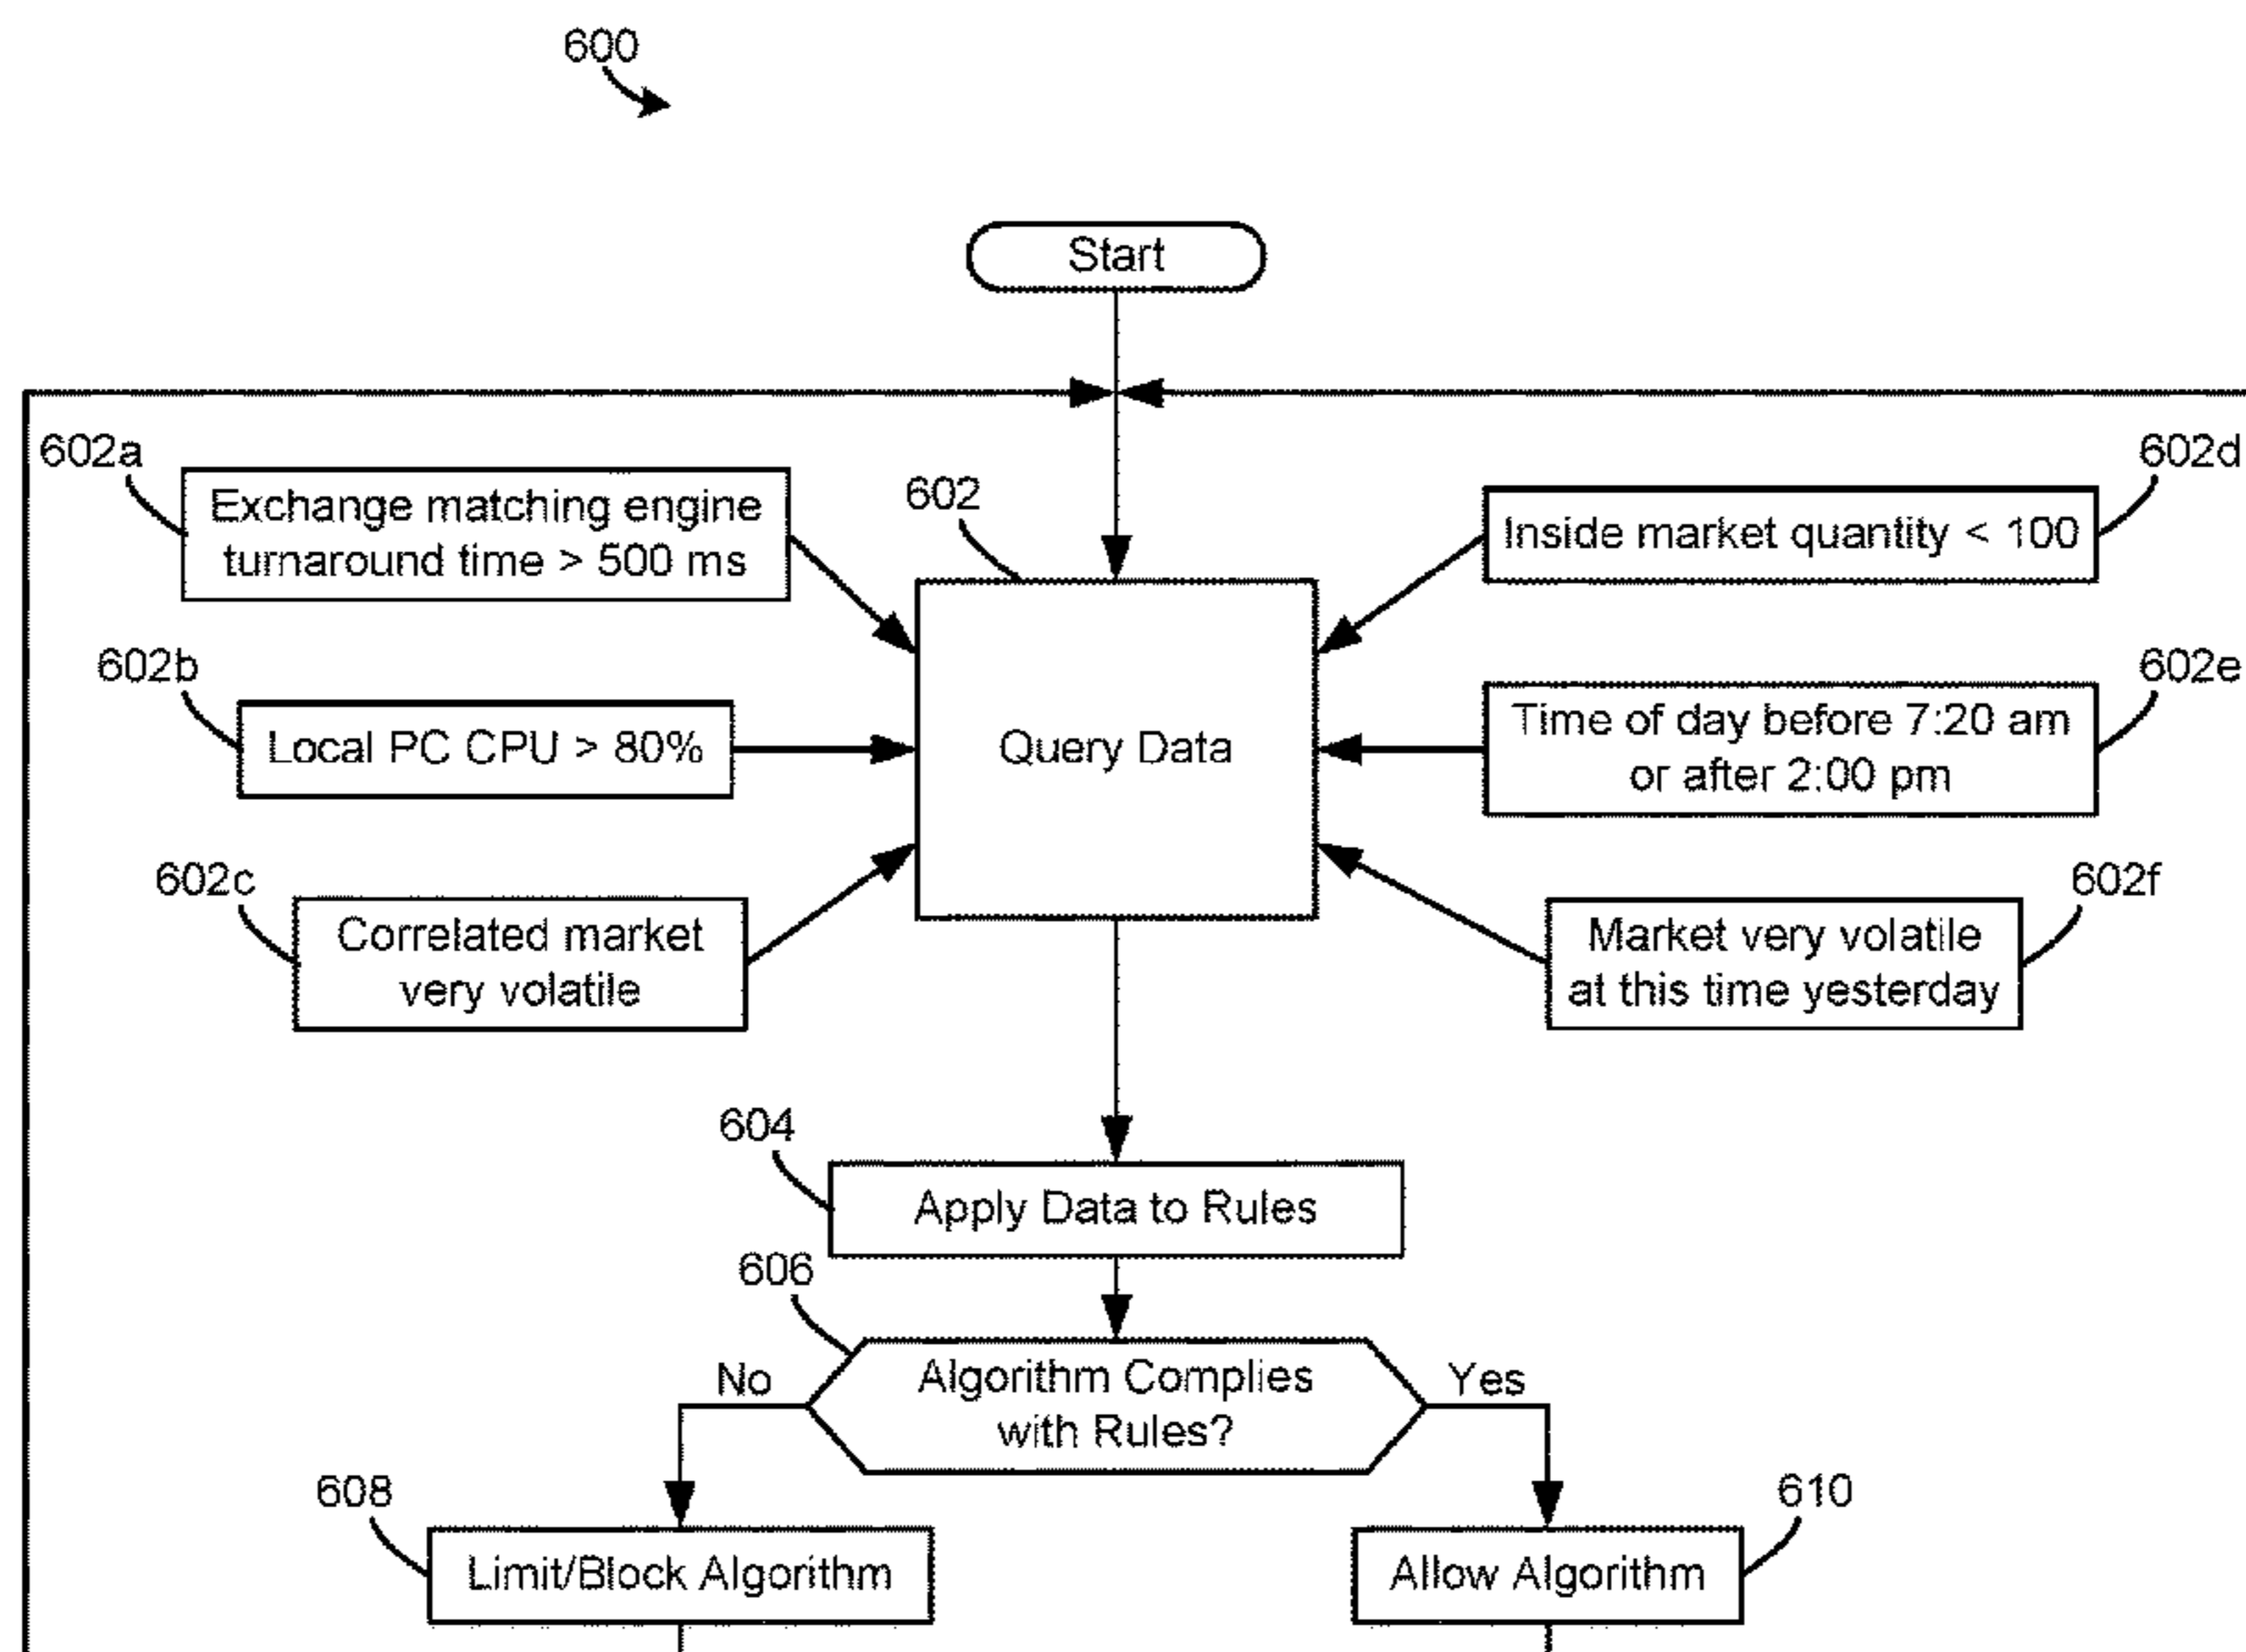 600
Start
602a
Exchange matching engine
turnaround time > 500 ms
602
602d
Inside market quantity < 100
602b
Local PC CPU > 80%
Query Data
602e
Time of day before 7:20 am
or after 2:00 pm
602c
Correlated market
very volatile
602f
Market very volatile
at this time yesterday
604
Apply Data to Rules
606
Algorithm Complies
with Rules?
No
Yes
608
Limit/Block Algorithm
610
Allow Algorithm